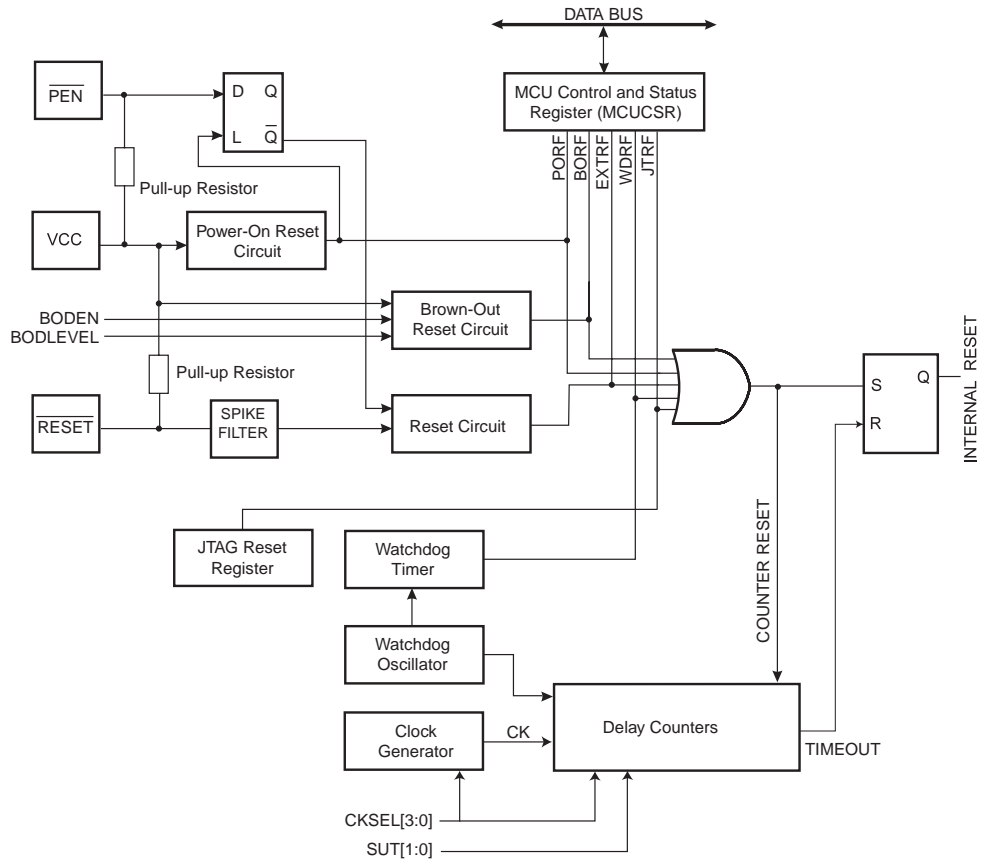 DATA BUS
PEN
D Q
L Q
MCU Control and Status
Register (MCUCSR)
PORF
BORF
EXTRF
WDRF
JTRF
Pull-up Resistor
VCC
Power-On Reset
Circuit
BODEN
BODLEVEL
Brown-Out
Reset Circuit
Pull-up Resistor
RESET
SPIKE
FILTER
Reset Circuit
S
Q
R
INTERNAL RESET
JTAG Reset
Register
Watchdog
Timer
COUNTER RESET
Watchdog
Oscillator
Clock
Generator
CK
Delay Counters
TIMEOUT
CKSEL[3:0]
SUT[1:0]